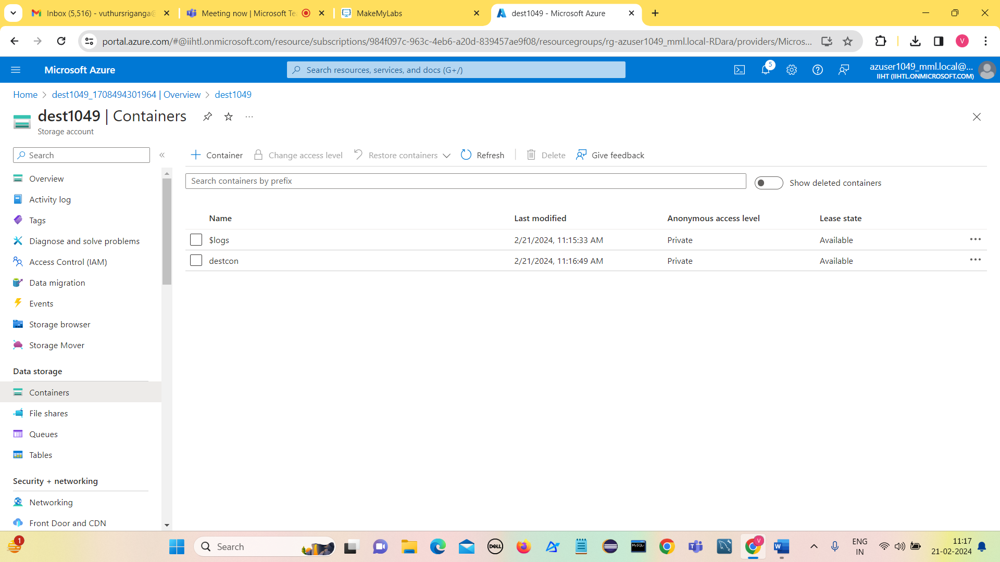 Inbox (5,516) - vuthursriganga@
Meeting now | Microsoft Te
MakeMyLabs
dest1049 - Microsoft Azure
portal.azure.com/#@iihtl.onmicrosoft.com/resource/subscriptions/984f097c-963c-4eb6-a20d-839457ae9f08/resourcegroups/rg-azuser1049_mml.local-RDara/providers/Micros...
V
Microsoft Azure
Search resources, services, and docs (G+/)
5
azuser1049_mml.local@...
IIHT (IIHTL.ONMICROSOFT.COM)
Home > dest1049_1708494301964 | Overview > dest1049
dest1049 | Containers
Storage account
Search
Container
Change access level
Restore containers
Refresh
Delete
Give feedback
Search containers by prefix
Show deleted containers
Name Last modified Anonymous access level Lease state
$logs 2/21/2024, 11:15:33 AM Private Available
destcon 2/21/2024, 11:16:49 AM Private Available
Overview
Activity log
Tags
Diagnose and solve problems
Access Control (IAM)
Data migration
Events
Storage browser
Storage Mover
Data storage
Containers
File shares
Queues
Tables
Security + networking
Networking
Front Door and CDN
1
Search
DELL
MySQL
V
W
ENG
IN
11:17
21-02-2024